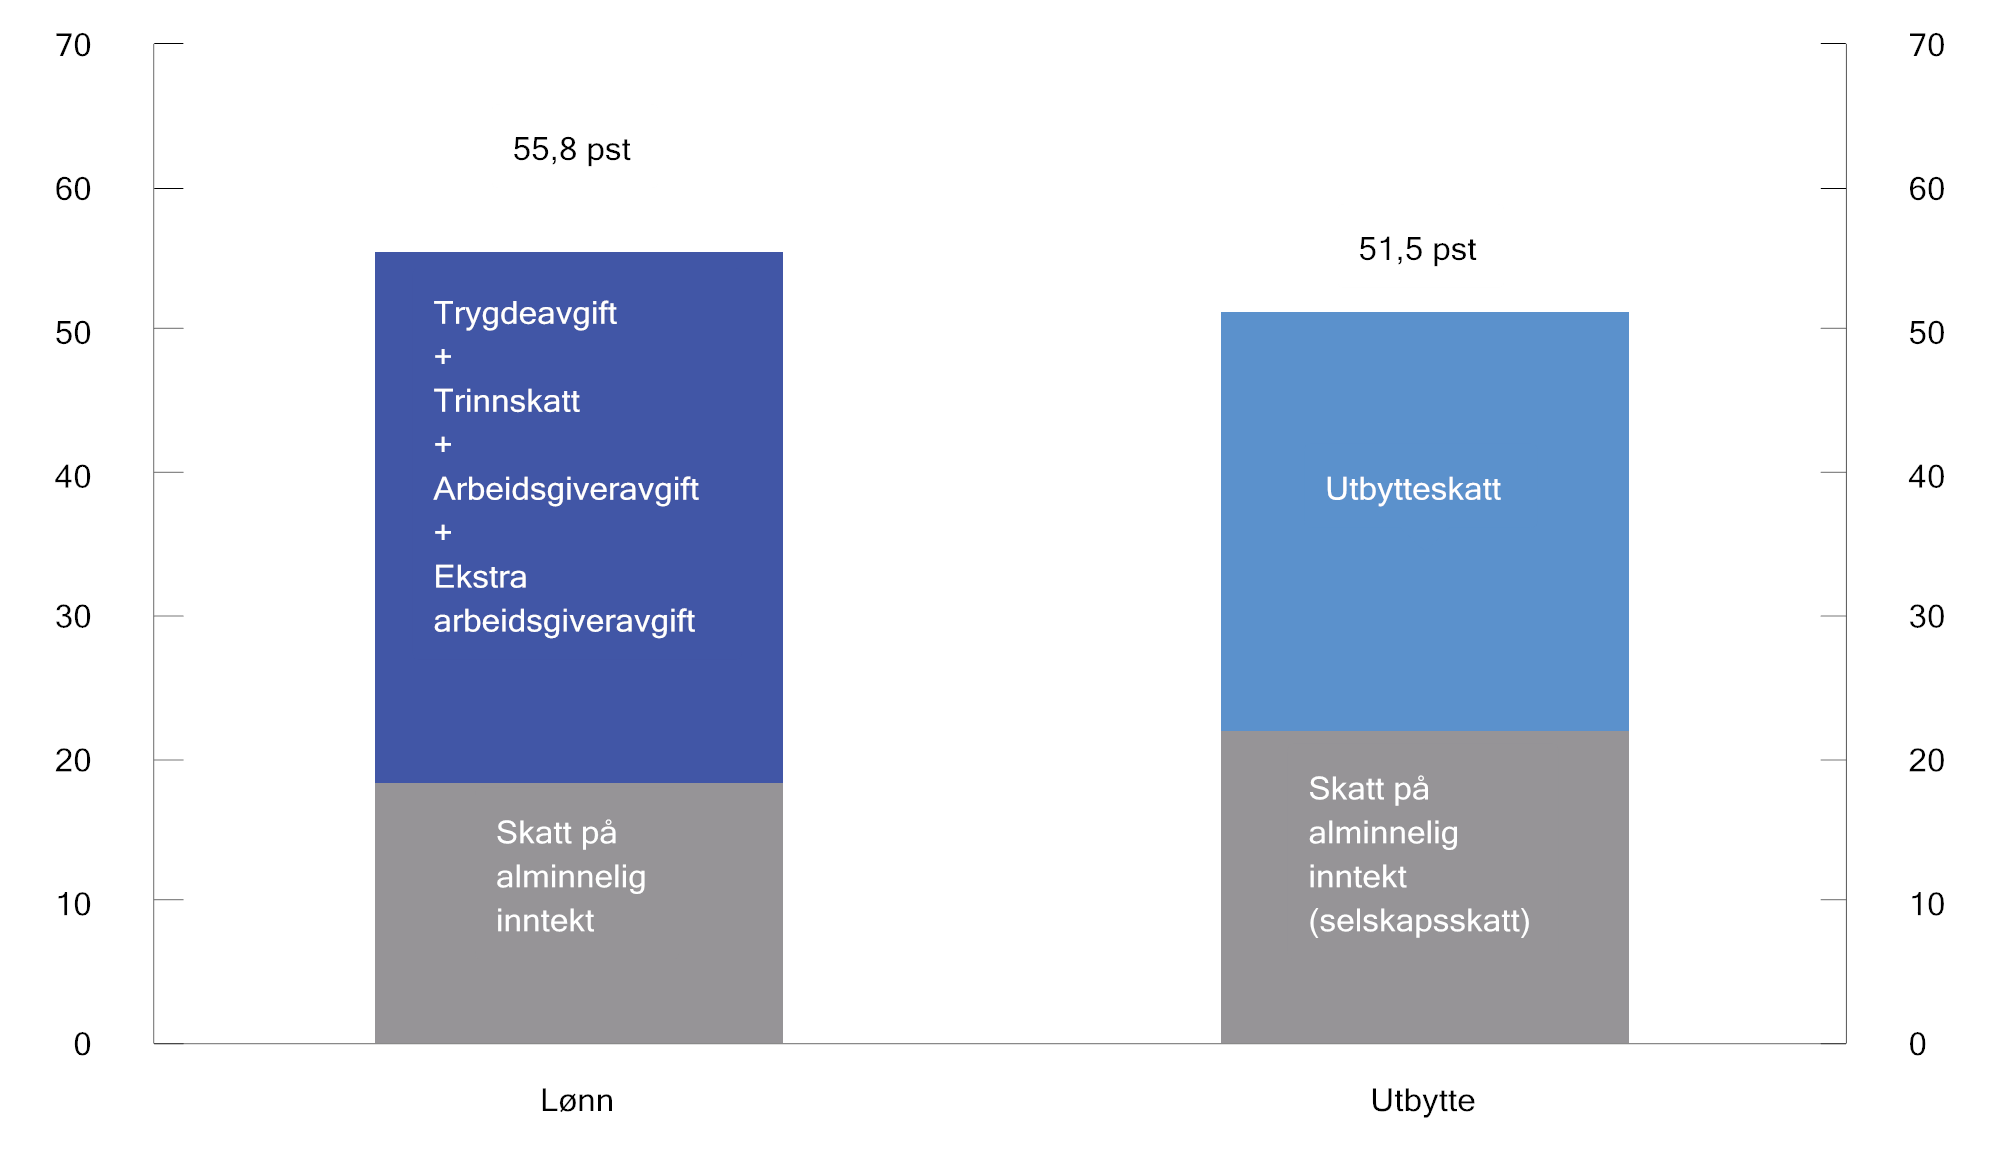 70
60
50
40
30
20
10
0
55,8 pst
Trygdeavgift
+
Trinnskatt
+
Arbeidsgiveravgift
+
Ekstra
arbeidsgiveravgift
Skatt på
alminnelig
inntekt
Lønn
51,5 pst
Utbytteskatt
Skatt på
alminnelig
inntekt
(selskapsskatt)
Utbytte
70
60
50
40
30
20
10
0